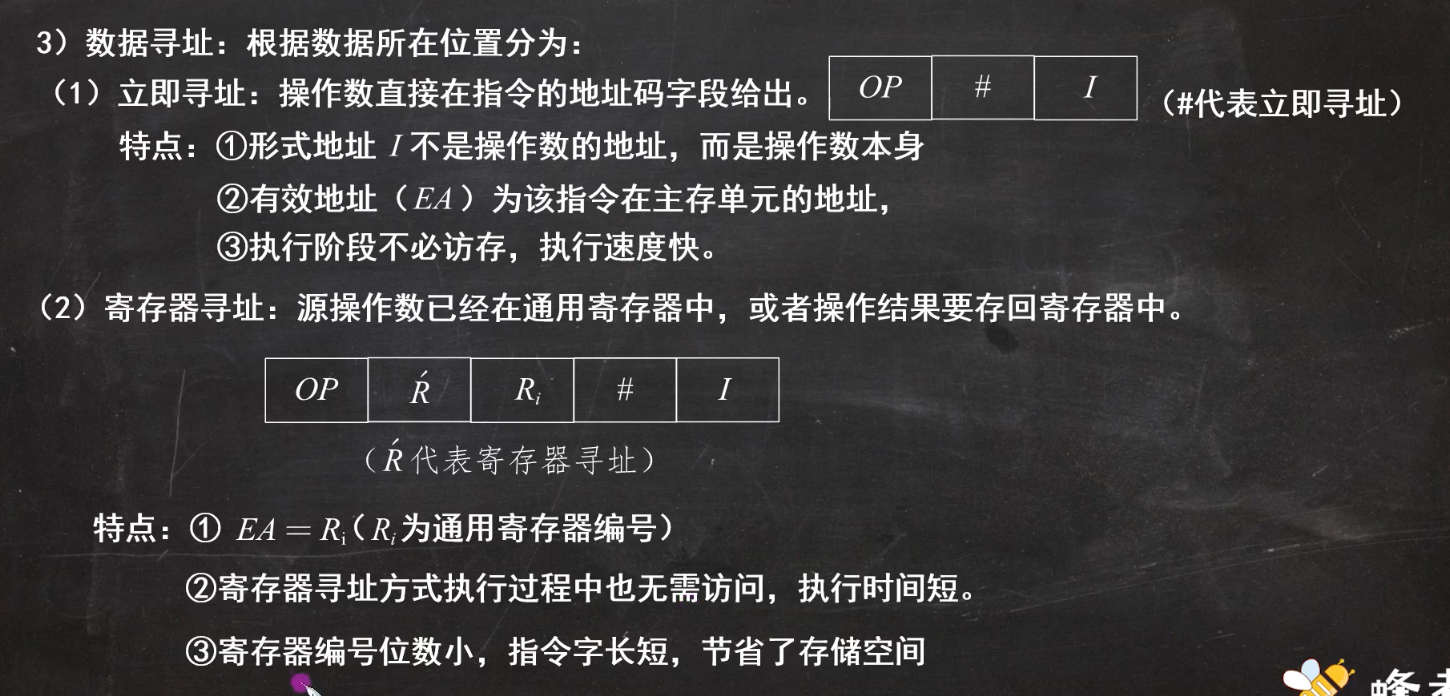 3）数据寻址：根据数据所在位置分为：
（1）立即寻址：操作数直接在指令的地址码字段给出。 OP # I （#代表立即寻址）
特点：①形式地址 I 不是操作数的地址，而是操作数本身
②有效地址（EA）为该指令在主存单元的地址，
③执行阶段不必访存，执行速度快。
（2）寄存器寻址：源操作数已经在通用寄存器中，或者操作结果要存回寄存器中。
OP Ŕ Rᵢ # I
（Ŕ代表寄存器寻址）
特点：① EA = Rᵢ（Rᵢ为通用寄存器编号）
②寄存器寻址方式执行过程中也无需访问，执行时间短。
③寄存器编号位数小，指令字长短，节省了存储空间
蜂